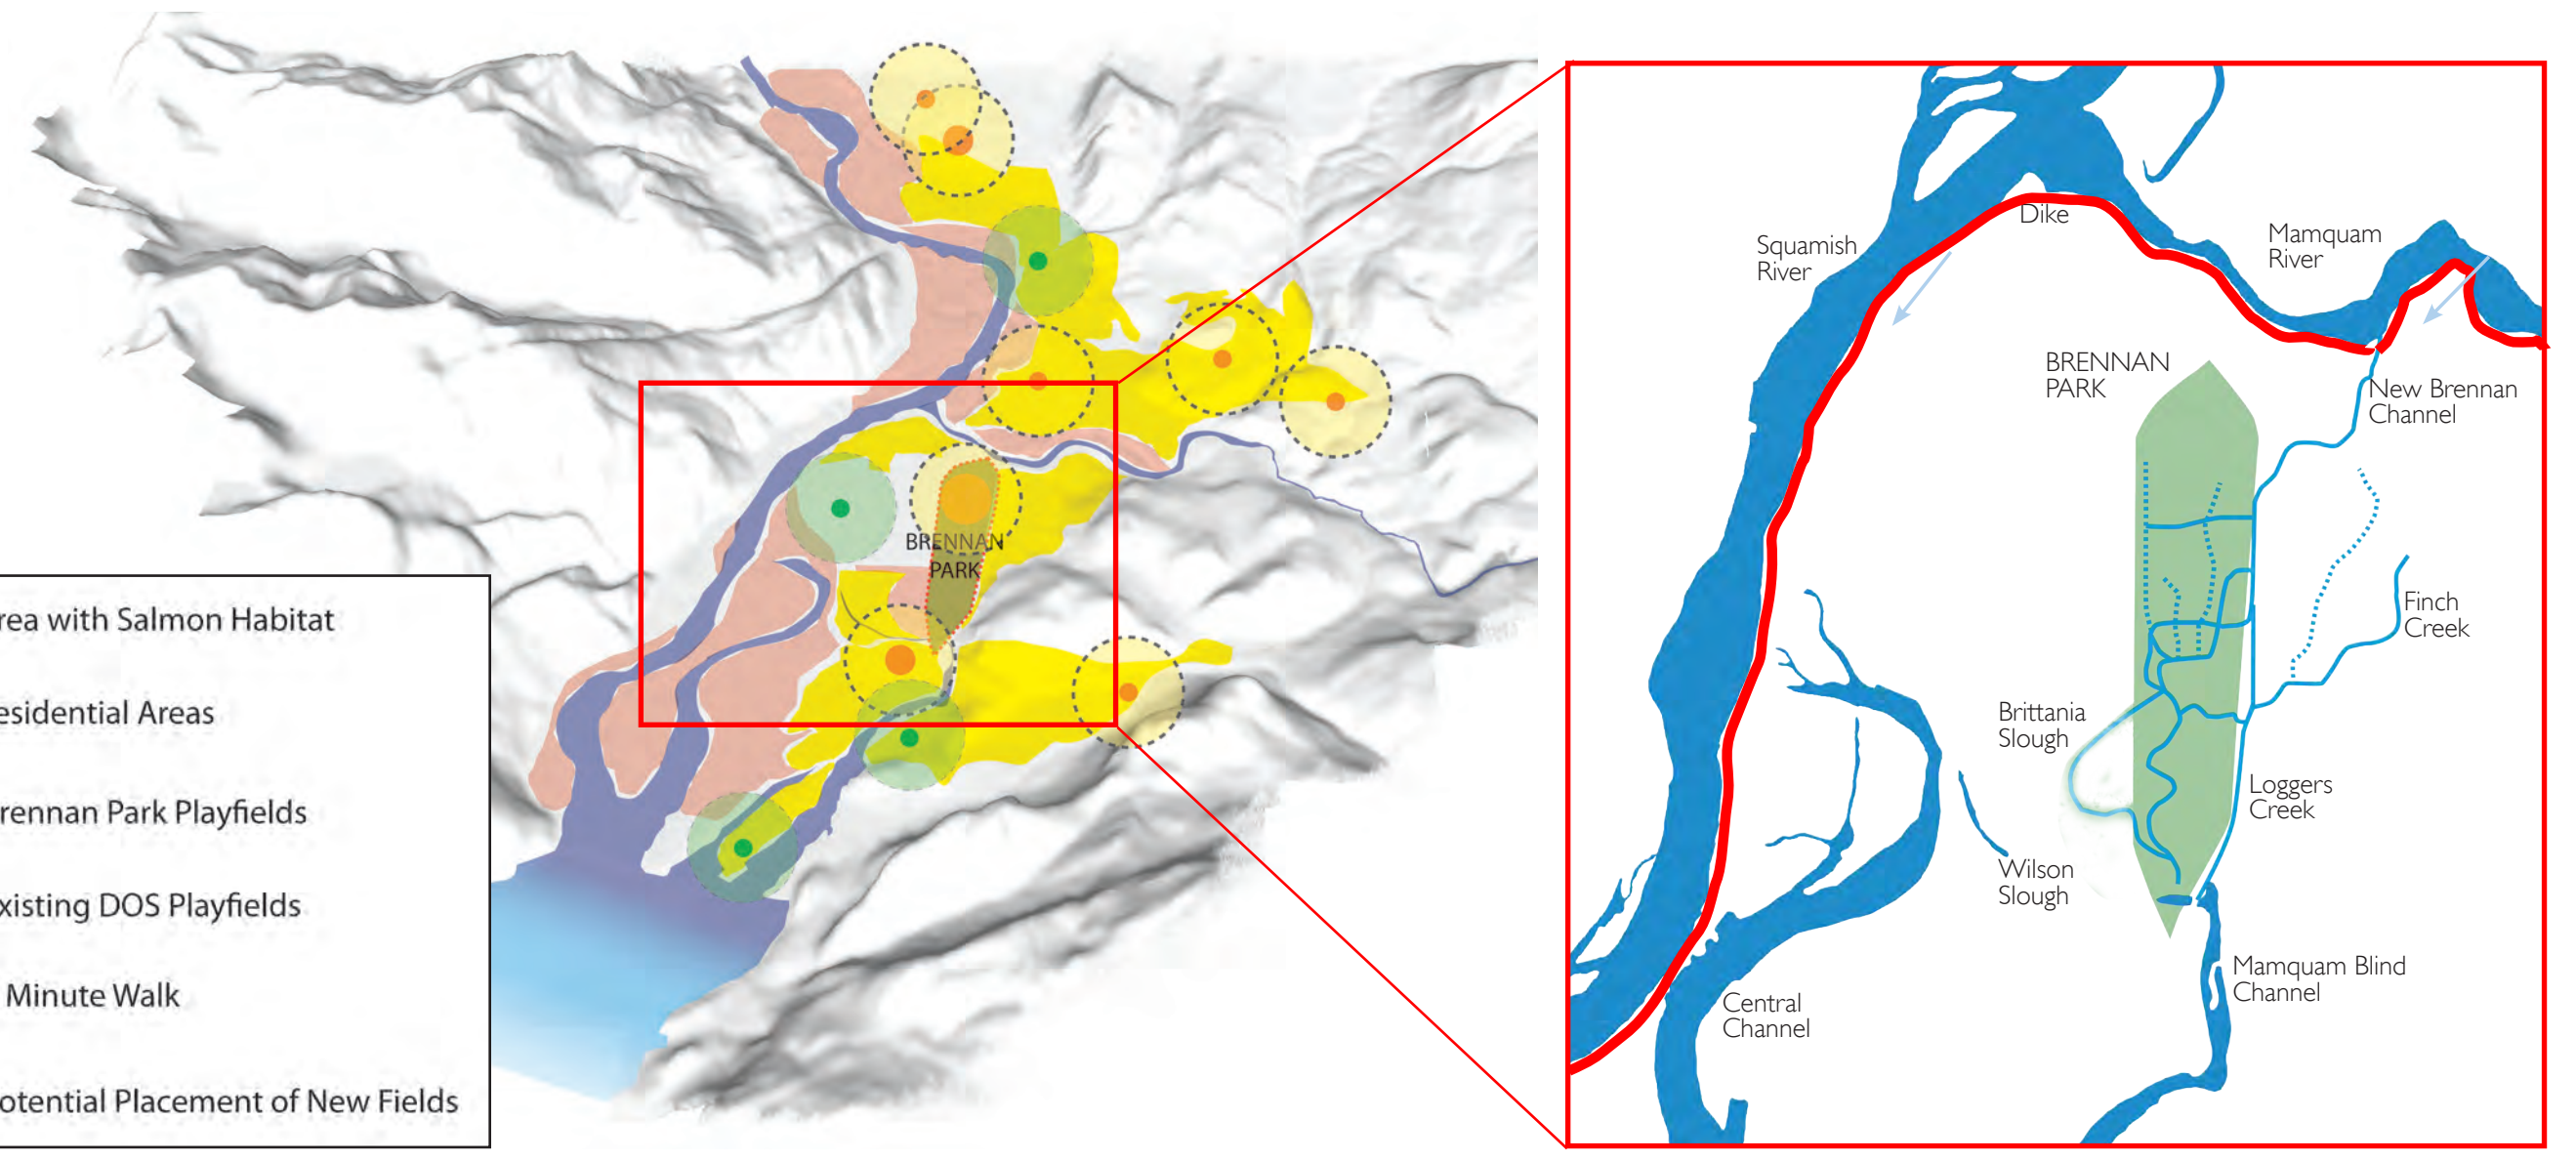 BRENNAN
PARK
rea with Salmon Habitat
esidential Areas
rennan Park Playfields
xisting DOS Playfields
Minute Walk
otential Placement of New Fields
Dike
Squamish
River
Mamquam
River
BRENNAN
PARK
New Brennan
Channel
Finch
Creek
Brittania
Slough
Loggers
Creek
Wilson
Slough
Mamquam Blind
Channel
Central
Channel